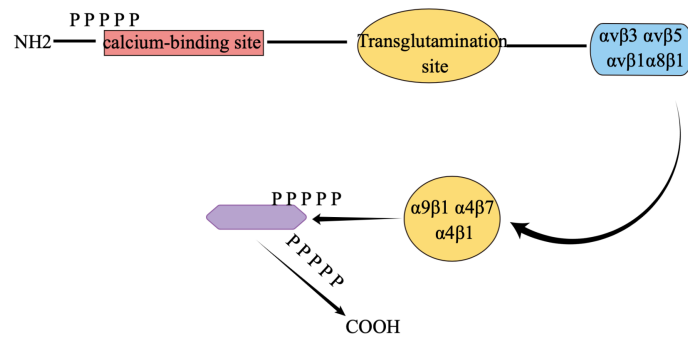 P P P P P
NH2
calcium-binding site
Transglutamination
site
αvβ3 αvβ5
αvβ1α8β1
P P P P P
α9β1 α4β7
α4β1
P P P P P
COOH